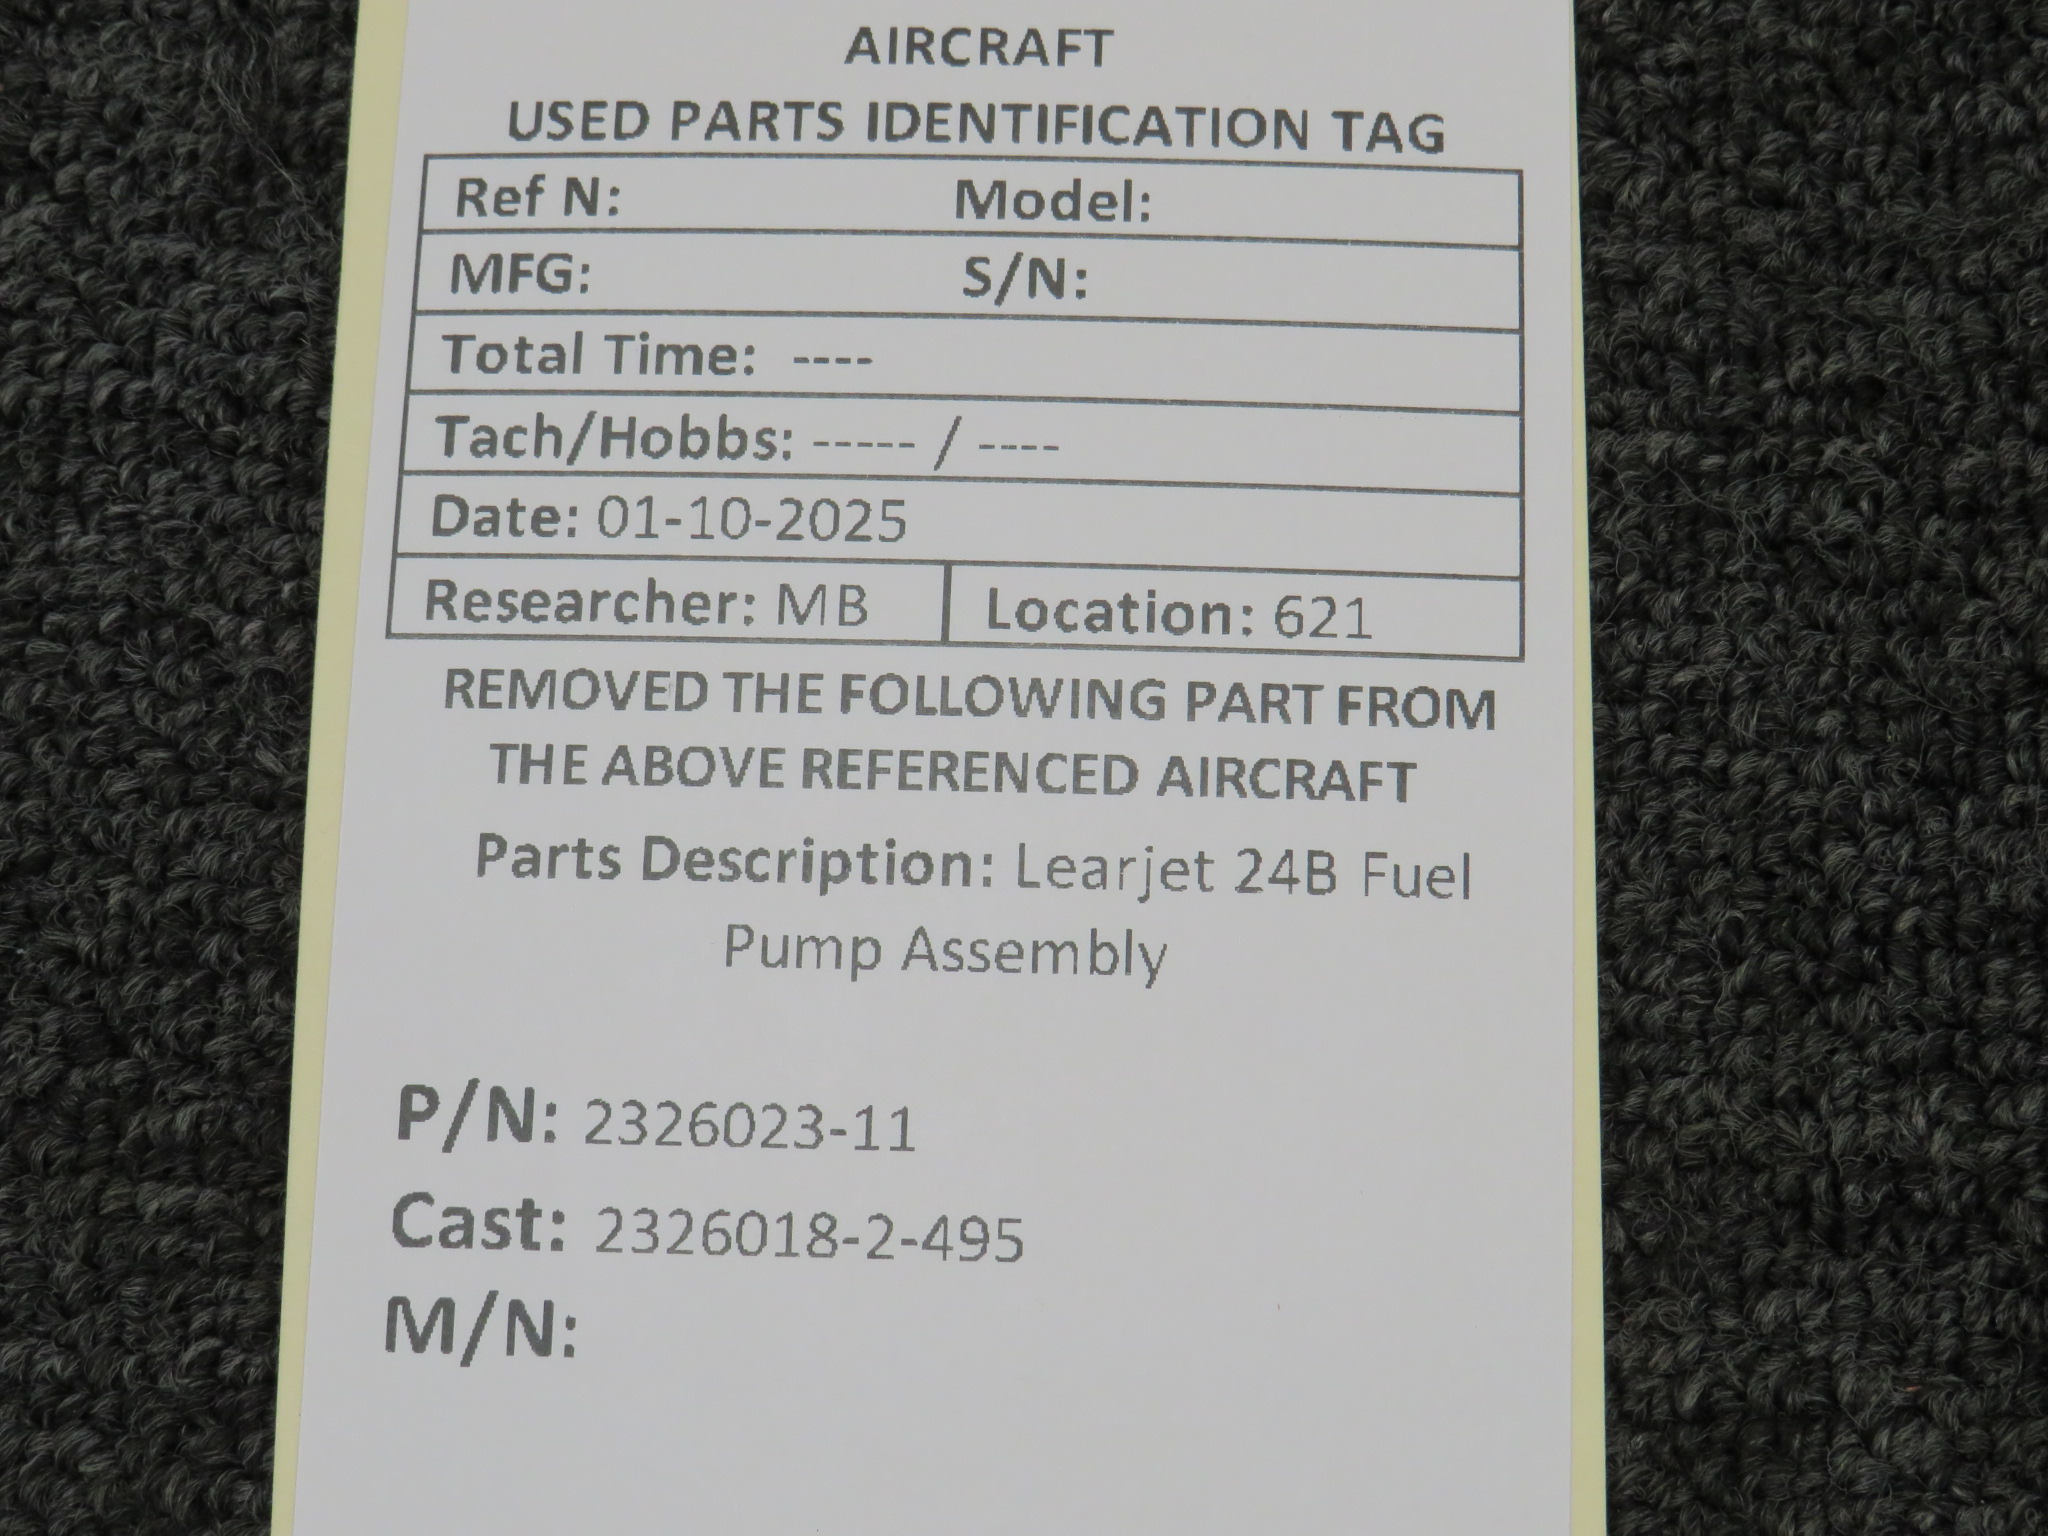 AIRCRAFT
USED PARTS IDENTIFICATION TAG
Ref N: Model:
MFG: S/N:
Total Time: ----
Tach/Hobbs: ----- / ----
Date: 01-10-2025
Researcher: MB Location: 621
REMOVED THE FOLLOWING PART FROM
THE ABOVE REFERENCED AIRCRAFT
Parts Description: Learjet 24B Fuel
Pump Assembly
P/N: 2326023-11
Cast: 2326018-2-495
M/N: